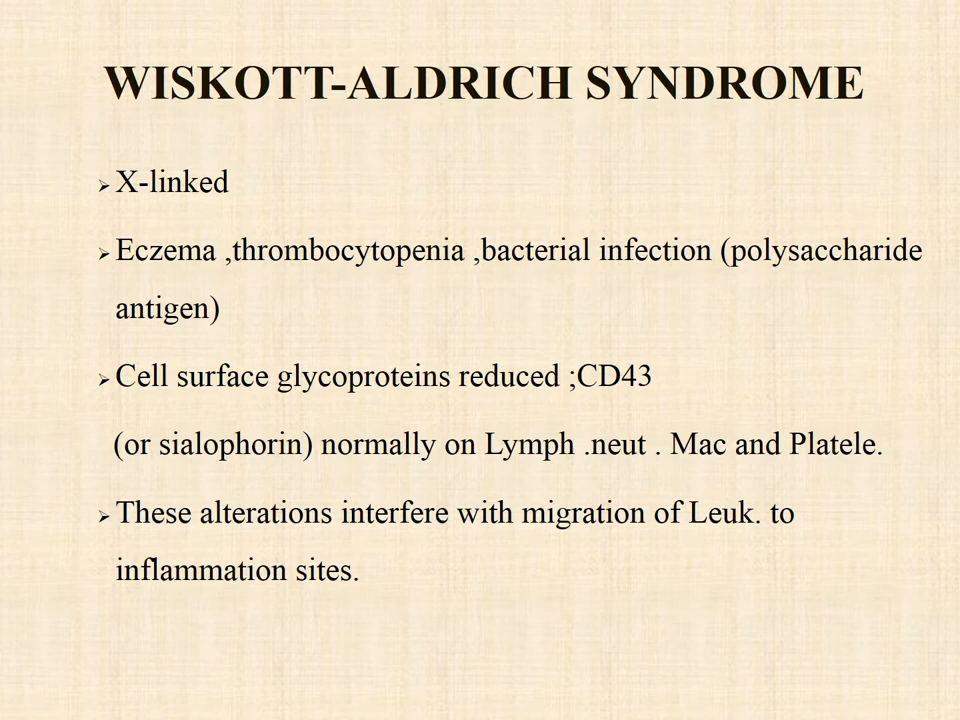 WISKOTT-ALDRICH SYNDROME
➢ X-linked
➢ Eczema ,thrombocytopenia ,bacterial infection (polysaccharide
antigen)
➢ Cell surface glycoproteins reduced ;CD43
(or sialophorin) normally on Lymph .neut . Mac and Platele.
➢ These alterations interfere with migration of Leuk. to
inflammation sites.